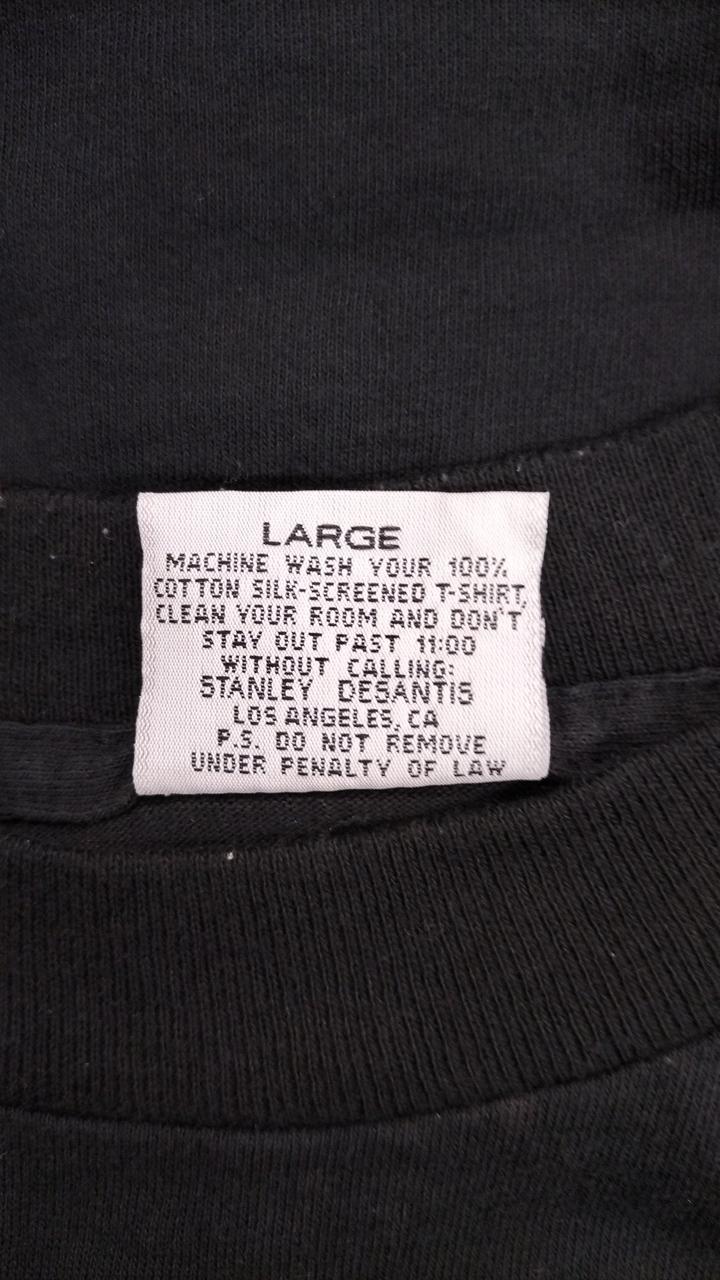 LARGE
MACHINE WASH YOUR 100%
COTTON SILK-SCREENED T-SHIRT,
CLEAN YOUR ROOM AND DON'T
STAY OUT PAST 11:00
WITHOUT CALLING:
STANLEY DESANTIS
LOS ANGELES, CA
P.S. DO NOT REMOVE
UNDER PENALTY OF LAW